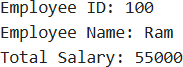 Employee ID: 100
Employee Name: Ram
Total Salary: 55000